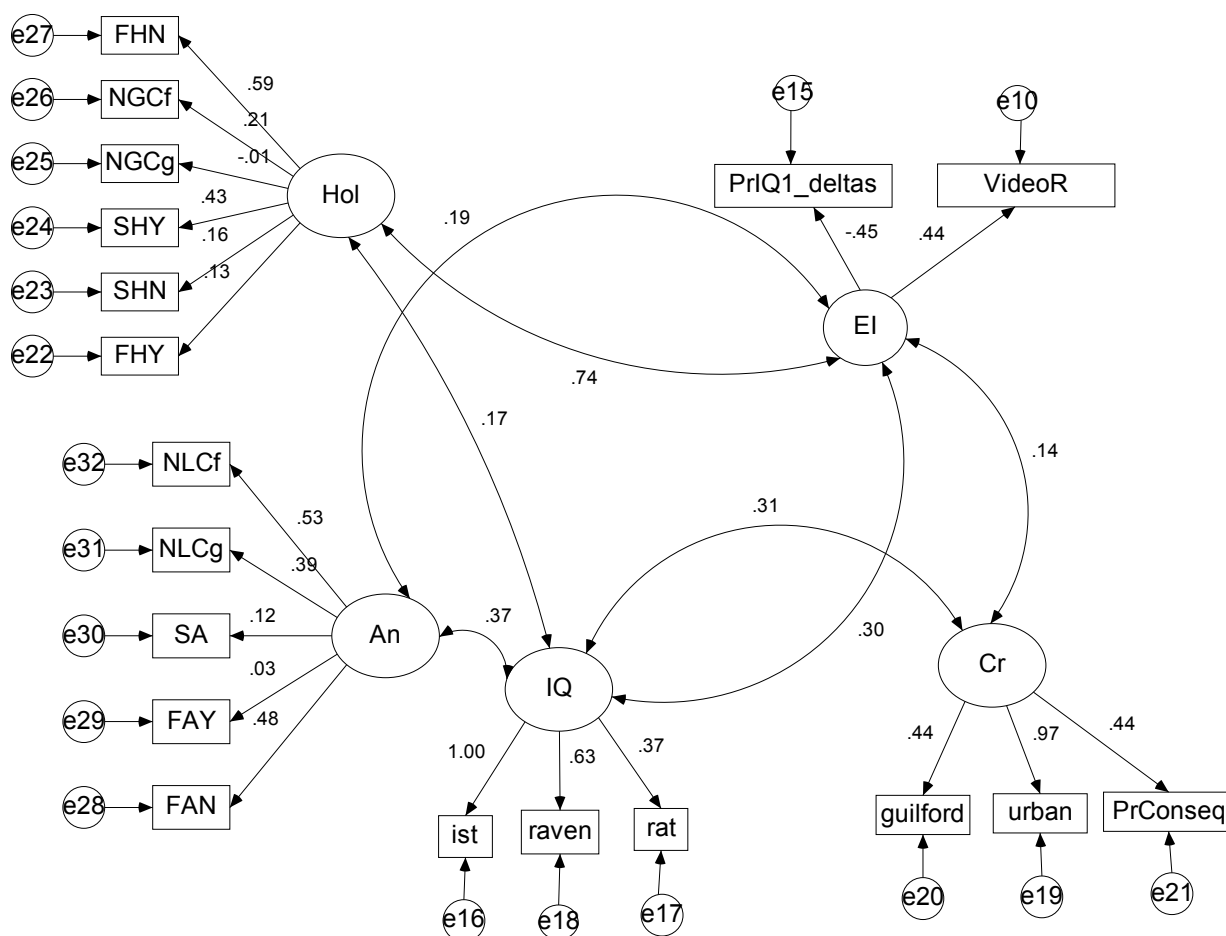 e27
FHN
e26
NGCf
e25
NGCg
e24
SHY
e23
SHN
e22
FHY
.59
.21
-.01
.43
.16
.13
Hol
e15
e10
PrIQ1_deltas
VideoR
-.45
.44
EI
.19
.74
.17
.14
.31
.30
e32
NLCf
e31
NLCg
e30
SA
e29
FAY
e28
FAN
.53
.39
.12
.03
.48
An
.37
IQ
1.00
.63
.37
ist
raven
rat
e16
e18
e17
Cr
.44
.97
.44
guilford
urban
PrConseq
e20
e19
e21